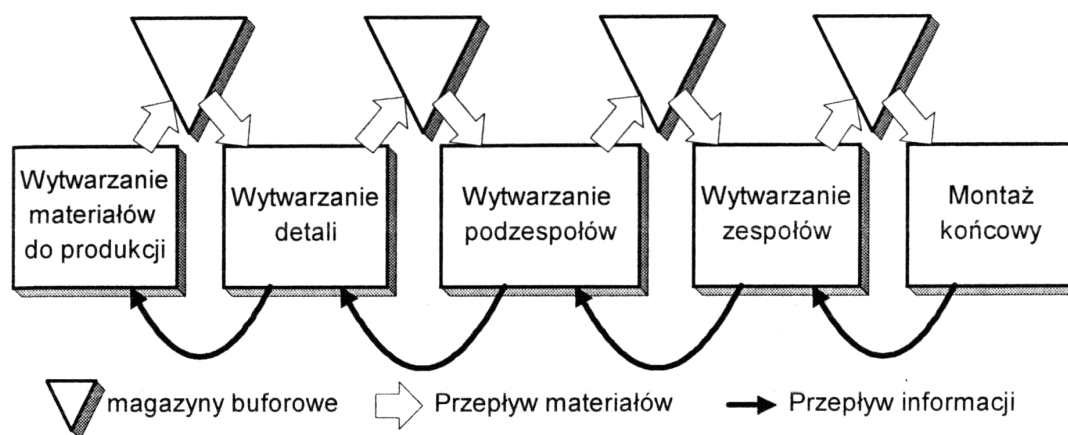 Wytwarzanie
materiałów
do produkcji
Wytwarzanie
detali
Wytwarzanie
podzespołów
Wytwarzanie
zespołów
Montaż
końcowy
magazyny buforowe
Przepływ materiałów
Przepływ informacji